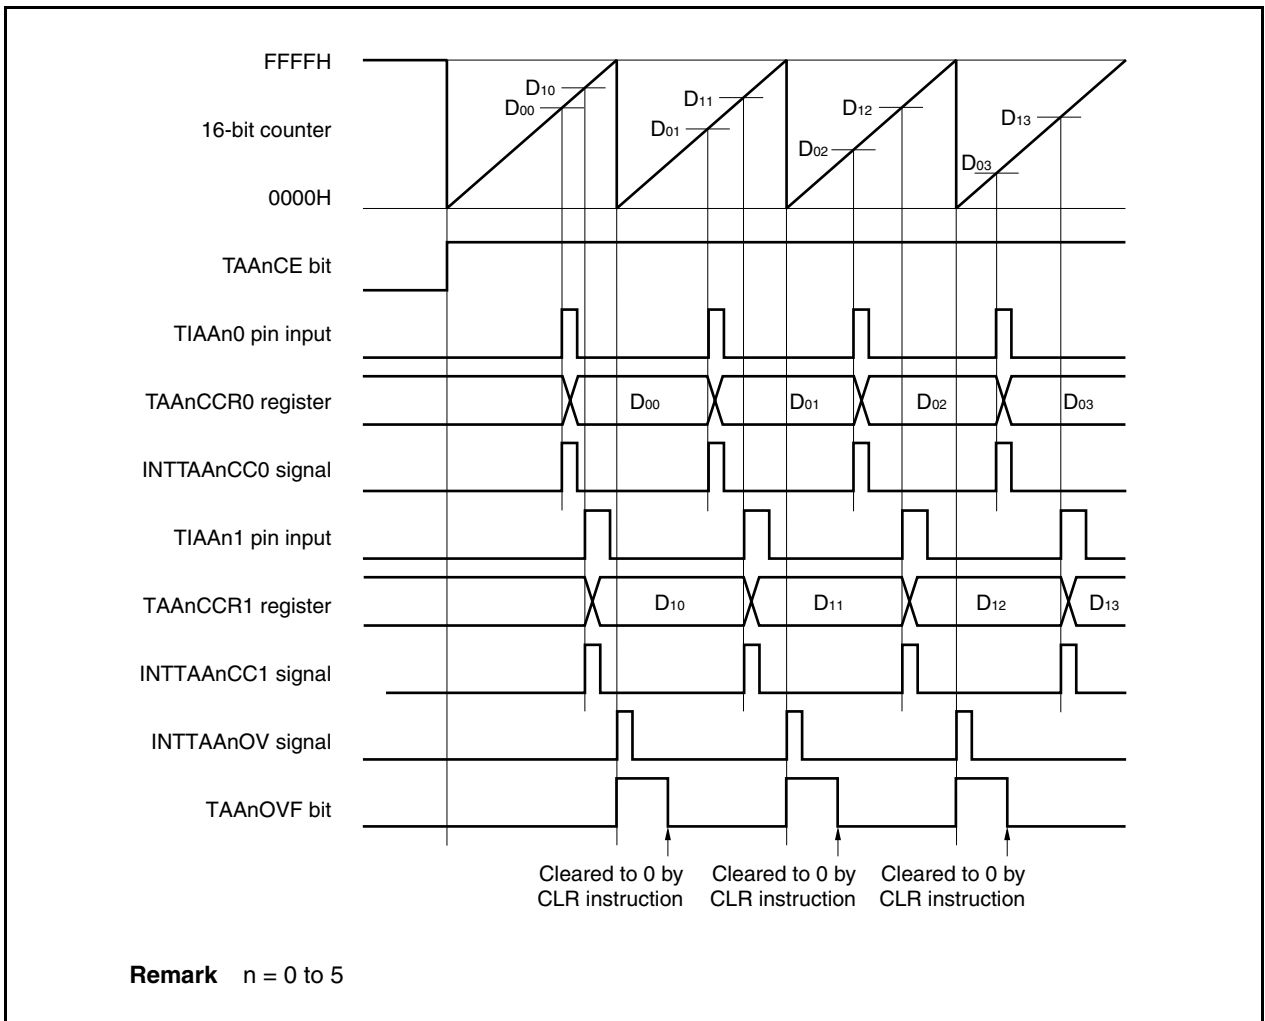 FFFFH
D10
D00
16-bit counter
0000H
D11
D01
D12
D02
D13
D03
TAAnCE bit
TIAAn0 pin input
TAAnCCR0 register
D00
D01
D02
D03
INTTAAnCC0 signal
TIAAn1 pin input
TAAnCCR1 register
D10
D11
D12
D13
INTTAAnCC1 signal
INTTAAnOV signal
TAAnOVF bit
Cleared to 0 by
CLR instruction
Cleared to 0 by
CLR instruction
Cleared to 0 by
CLR instruction
Remark n = 0 to 5